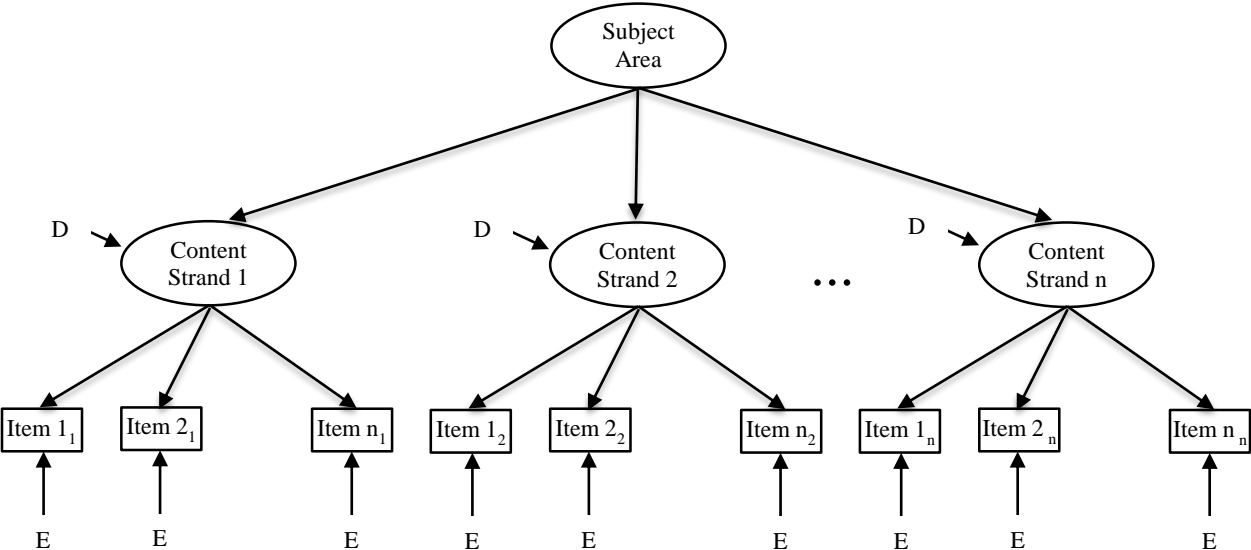 Subject
Area
D
Content
Strand 1
D
Content
Strand 2
...
D
Content
Strand n
Item 1₁
Item 2₁
Item n₁
Item 1₂
Item 2₂
Item n₂
Item 1ₙ
Item 2ₙ
Item nₙ
E
E
E
E
E
E
E
E
E